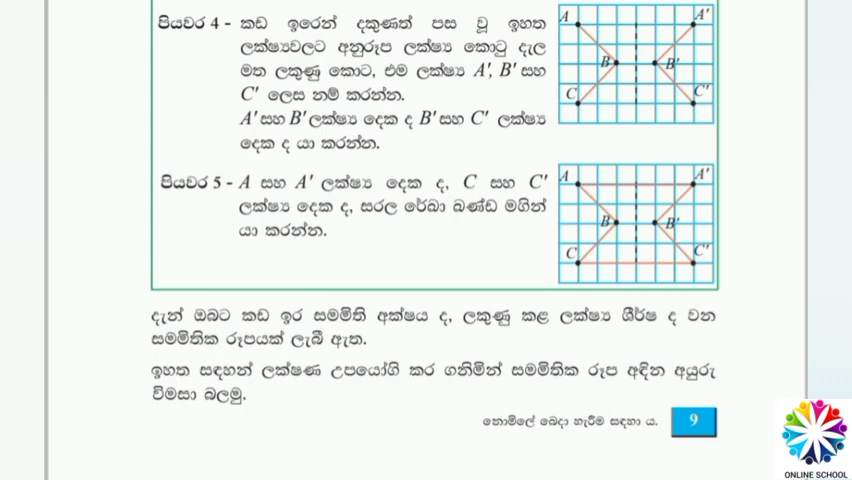 පියවර 4 - කඩ ඉරෙන් දකුණත් පස වූ ඉහත
ලක්ෂ්‍යවලට අනුරූප ලක්ෂ්‍ය කොටු දැල
මත ලකුණු කොට, එම ලක්ෂ්‍ය A′, B′ සහ
C′ ලෙස නම් කරන්න.
A′ සහ B′ ලක්ෂ්‍ය දෙක ද B′ සහ C′ ලක්ෂ්‍ය
දෙක ද යා කරන්න.
A A′
B B′
C C′
පියවර 5 - A සහ A′ ලක්ෂ්‍ය දෙක ද, C සහ C′
ලක්ෂ්‍ය දෙක ද, සරල රේඛා ඛණ්ඩ මගින්
යා කරන්න.
A A′
B B′
C C′
දැන් ඔබට කඩ ඉර සමමිති අක්ෂය ද, ලකුණු කළ ලක්ෂ්‍ය ශීර්ෂ ද වන
සමමිතික රූපයක් ලැබී ඇත.
ඉහත සඳහන් ලක්ෂණ උපයෝගි කර ගනිමින් සමමිතික රූප අඳින අයුරු
විමසා බලමු.
නොමිලේ බෙදා හැරීම සඳහා ය. 9
ONLINE SCHOOL